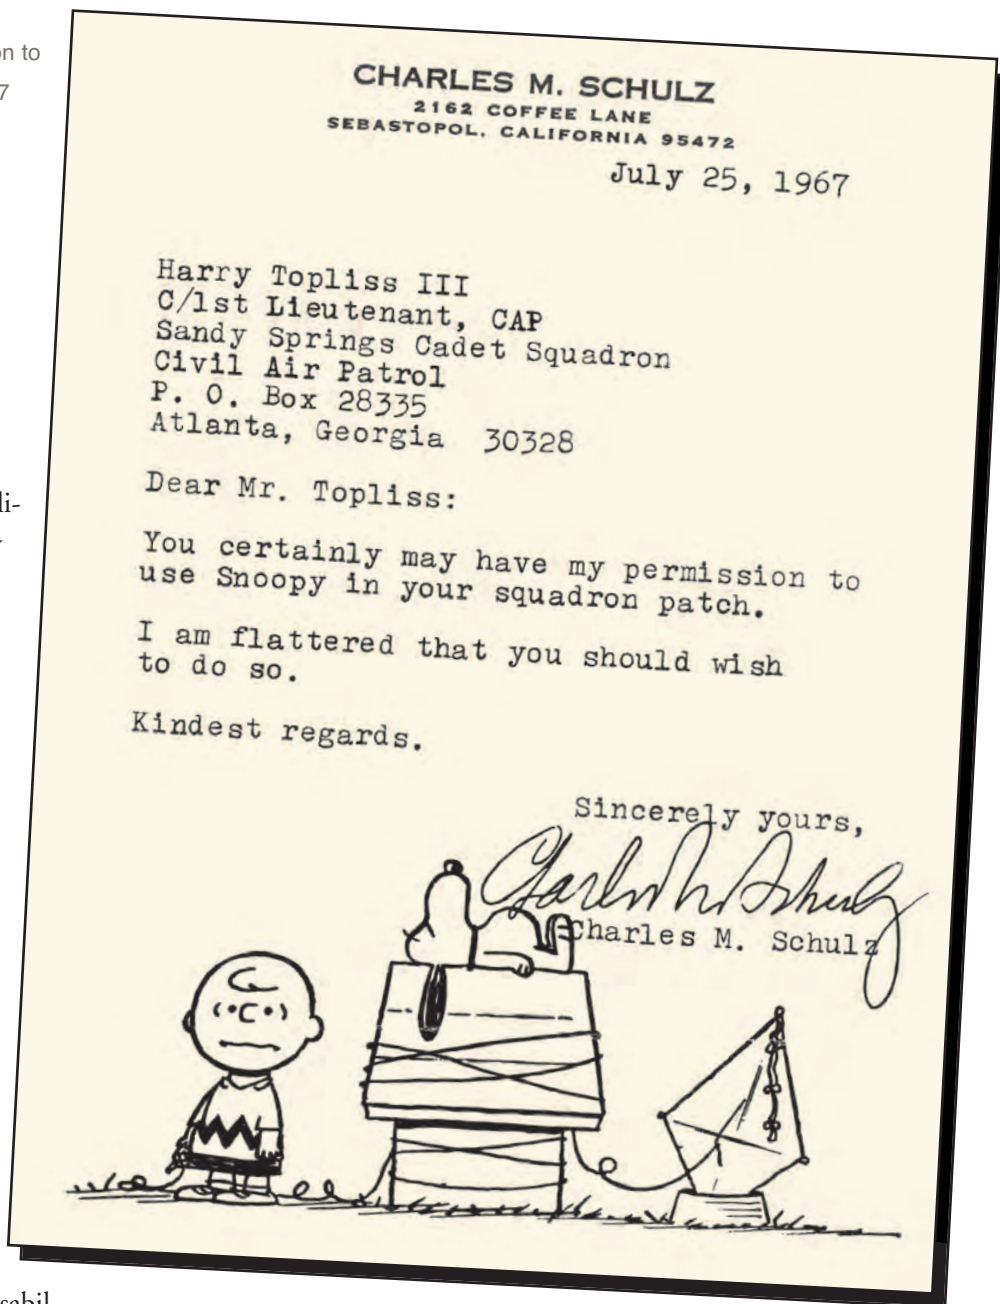 on to
7
CHARLES M. SCHULZ
2162 COFFEE LANE
SEBASTOPOL, CALIFORNIA 95472
July 25, 1967
Harry Topliss III
C/1st Lieutenant, CAP
Sandy Springs Cadet Squadron
Civil Air Patrol
P. O. Box 28335
Atlanta, Georgia  30328
Dear Mr. Topliss:
You certainly may have my permission to
use Snoopy in your squadron patch.
I am flattered that you should wish
to do so.
Kindest regards.
Sincerely yours,
Charles M. Schulz
Charles M. Schulz